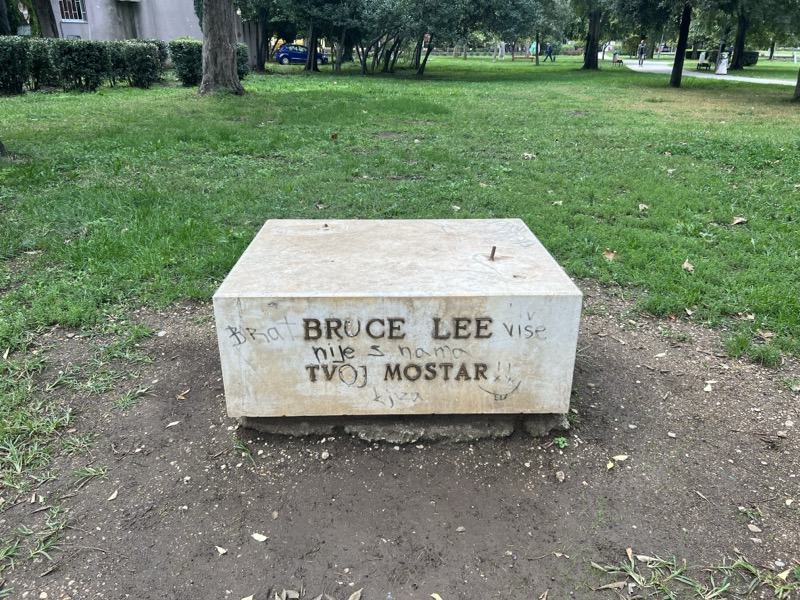 Brat BRUCE LEE više
nije s nama
TVOJ MOSTAR!!